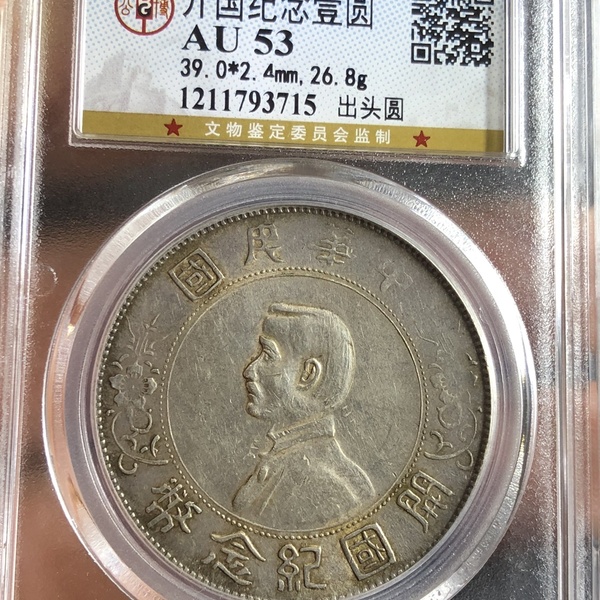 开国纪念壹圆
AU 53
39.0*2.4mm,26.8g
1211793715 出头圆
文物鉴定委员会监制
中華民國
開國紀念幣